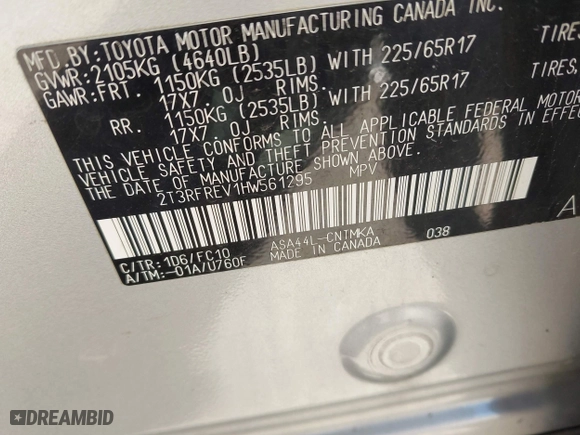 MFD.BY:TOYOTA MOTOR MANUFACTURING CANADA INC.
GVWR:2105KG (4640LB)
GAWR:FRT. 1150KG (2535LB) WITH 225/65R17 TIRES
17X7. 0J RIMS.
RR. 1150KG (2535LB) WITH 225/65R17 TIRES,
17X7. 0J RIMS.
THIS VEHICLE CONFORMS TO ALL APPLICABLE FEDERAL MOTOR
VEHICLE SAFETY AND THEFT PREVENTION STANDARDS IN EFFE
THE DATE OF MANUFACTURE SHOWN ABOVE.
2T3RFREV1HW561295 MPV
A
C/TR:1D6/FC10 ASA44L-CNTMKA 038
A/TM:-01A/U760F MADE IN CANADA
DREAMBID